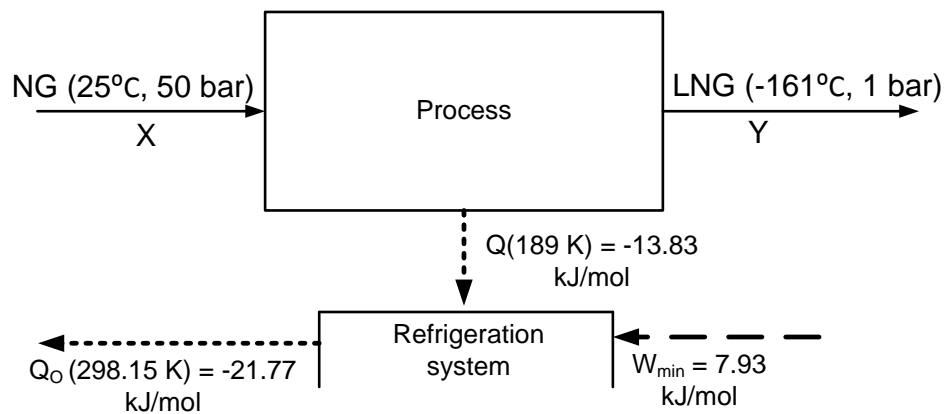 NG (25ºC, 50 bar)
X
Process
LNG (-161ºC, 1 bar)
Y
Q(189 K) = -13.83
kJ/mol
Refrigeration
system
Q_O (298.15 K) = -21.77
kJ/mol
W_min = 7.93
kJ/mol